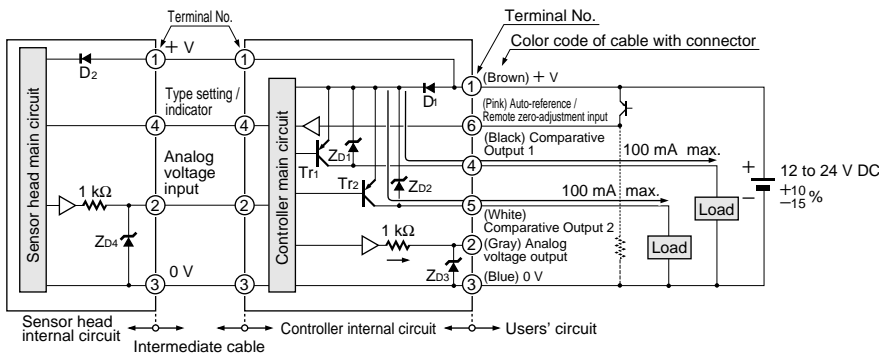 Terminal No.
Terminal No.
Color code of cable with connector
+ V
1
1
D2
1
(Brown) + V
D1
Type setting /
indicator
(Pink) Auto-reference /
Remote zero-adjustment input
4
4
6
(Black) Comparative
Output 1
ZD1
Tr1
4
100 mA max.
Sensor head main circuit
Controller main circuit
Analog
voltage
input
Tr2
ZD2
100 mA max.
12 to 24 V DC
+10
−15 %
+
−
1 kΩ
2
2
5
Load
(White)
Comparative Output 2
1 kΩ
2
(Gray) Analog
voltage output
Load
ZD4
ZD3
0 V
3
3
3
(Blue) 0 V
Sensor head
internal circuit
Intermediate cable
Controller internal circuit
Users' circuit